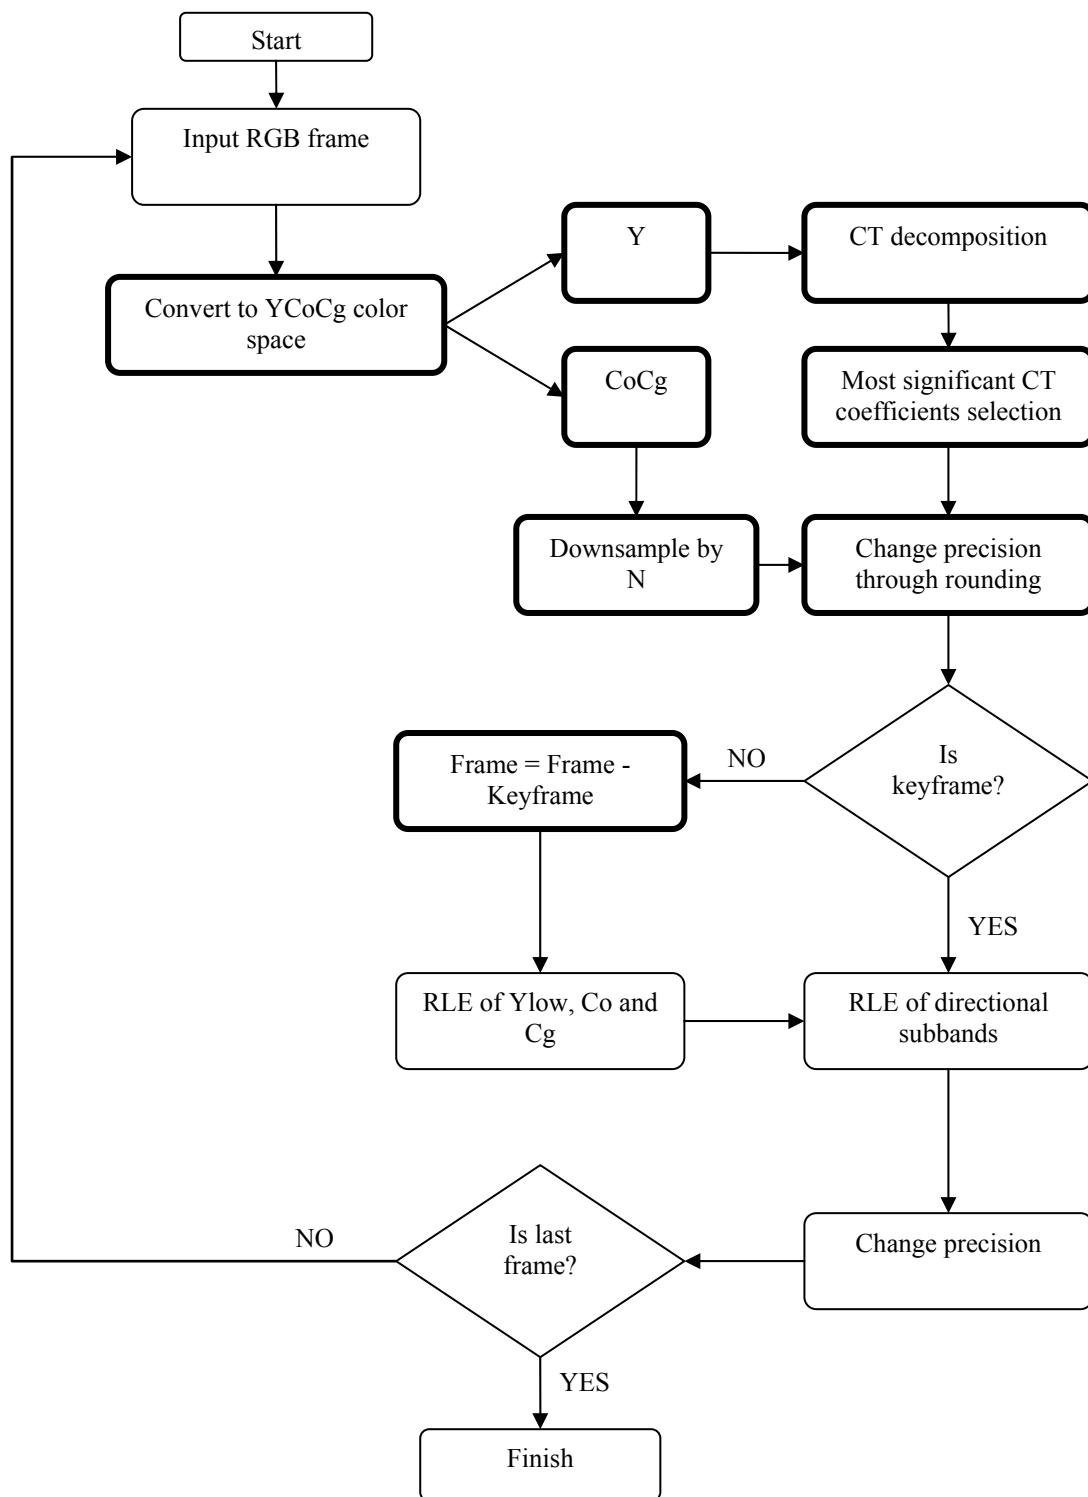 Start
Input RGB frame
Convert to YCoCg color
space
Y
CT decomposition
CoCg
Most significant CT
coefficients selection
Downsample by
N
Change precision
through rounding
Is
keyframe?
NO
Frame = Frame -
Keyframe
YES
RLE of Ylow, Co and
Cg
RLE of directional
subbands
Change precision
Is last
frame?
NO
YES
Finish